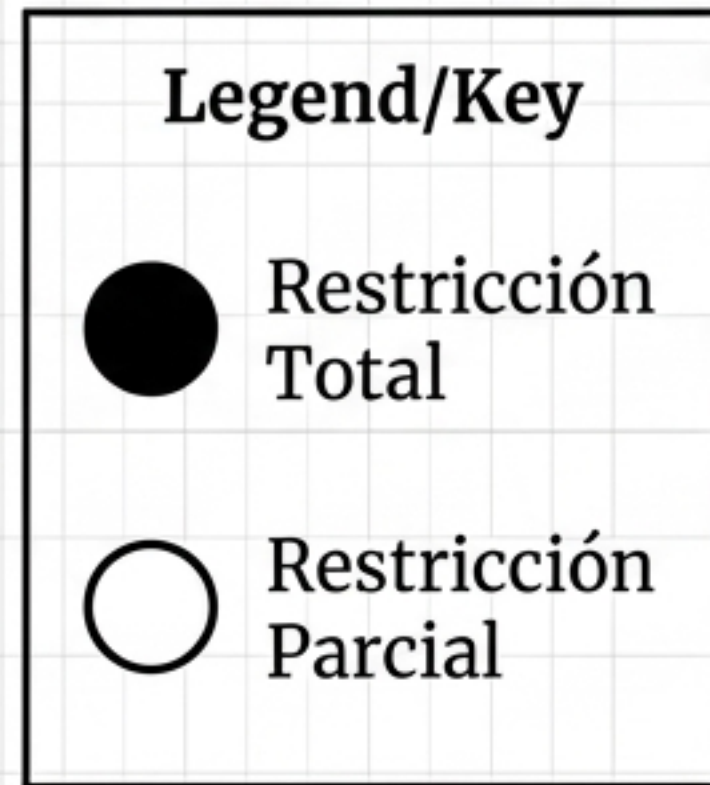 Legend/Key
Restricción
Total
Restricción
Parcial